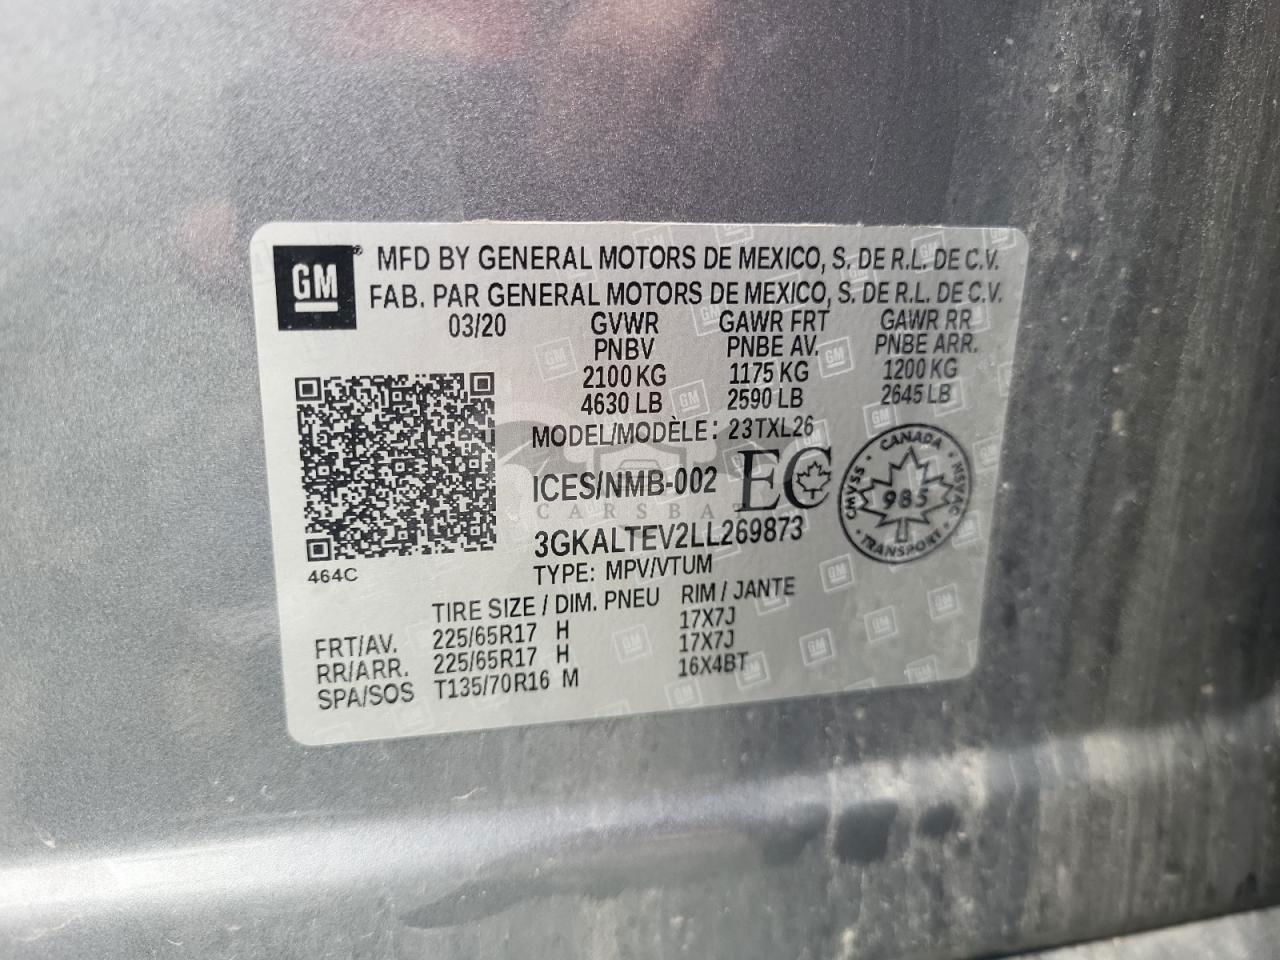 GM® MFD BY GENERAL MOTORS DE MEXICO, S. DE R.L. DE C.V.
FAB. PAR GENERAL MOTORS DE MEXICO, S. DE R.L. DE C.V.
03/20 GVWR GAWR FRT GAWR RR
PNBV PNBE AV. PNBE ARR.
2100 KG 1175 KG 1200 KG
4630 LB 2590 LB 2645 LB
MODEL/MODÈLE: 23TXL26
ICES/NMB-002 EC
CANADA
CMVSS • NSVAC
985
TRANSPORT
CARSBA
3GKALTEV2LL269873
464C
TYPE: MPV/VTUM
TIRE SIZE / DIM. PNEU RIM / JANTE
FRT/AV. 225/65R17 H 17X7J
RR/ARR. 225/65R17 H 17X7J
SPA/SOS T135/70R16 M 16X4BT